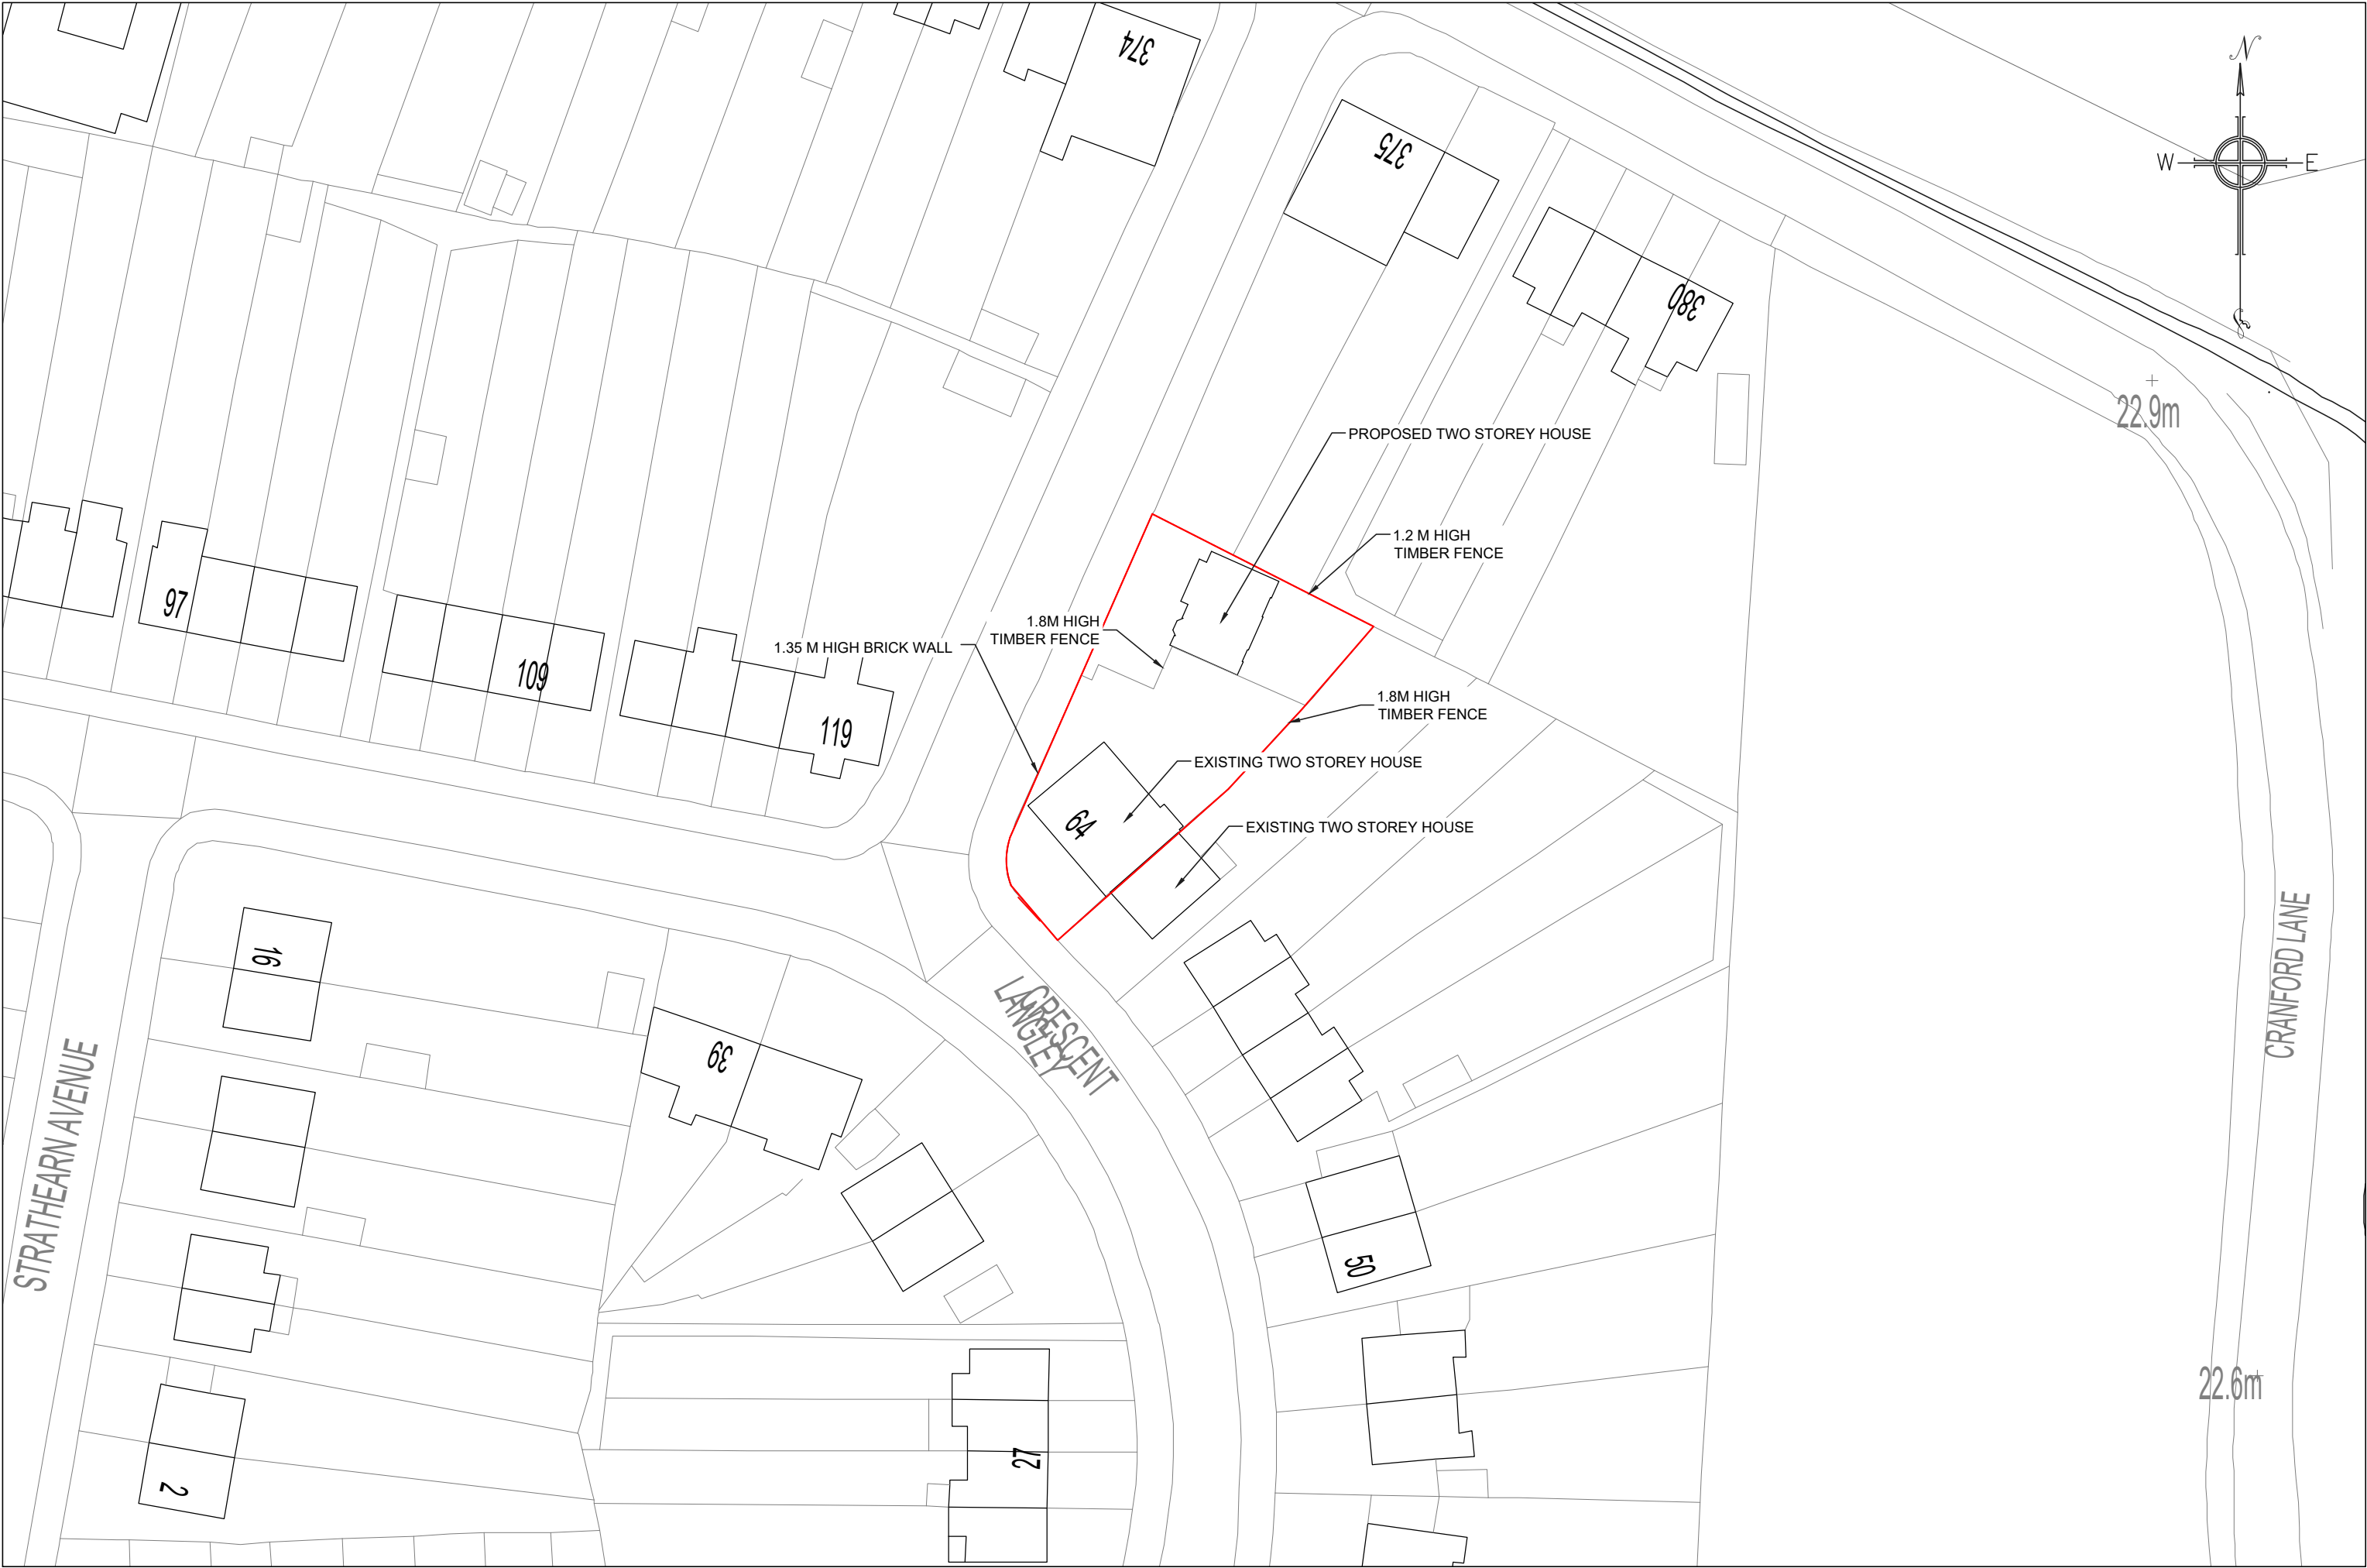 374
N
W
E
S
375
380
22.9m
PROPOSED TWO STOREY HOUSE
1.2 M HIGH
TIMBER FENCE
97
1.8M HIGH
TIMBER FENCE
1.35 M HIGH BRICK WALL
109
119
1.8M HIGH
TIMBER FENCE
EXISTING TWO STOREY HOUSE
64
EXISTING TWO STOREY HOUSE
16
LANGLEY
CRESCENT
CRANFORD LANE
39
STRATHEARN AVENUE
50
22.6m
27
2